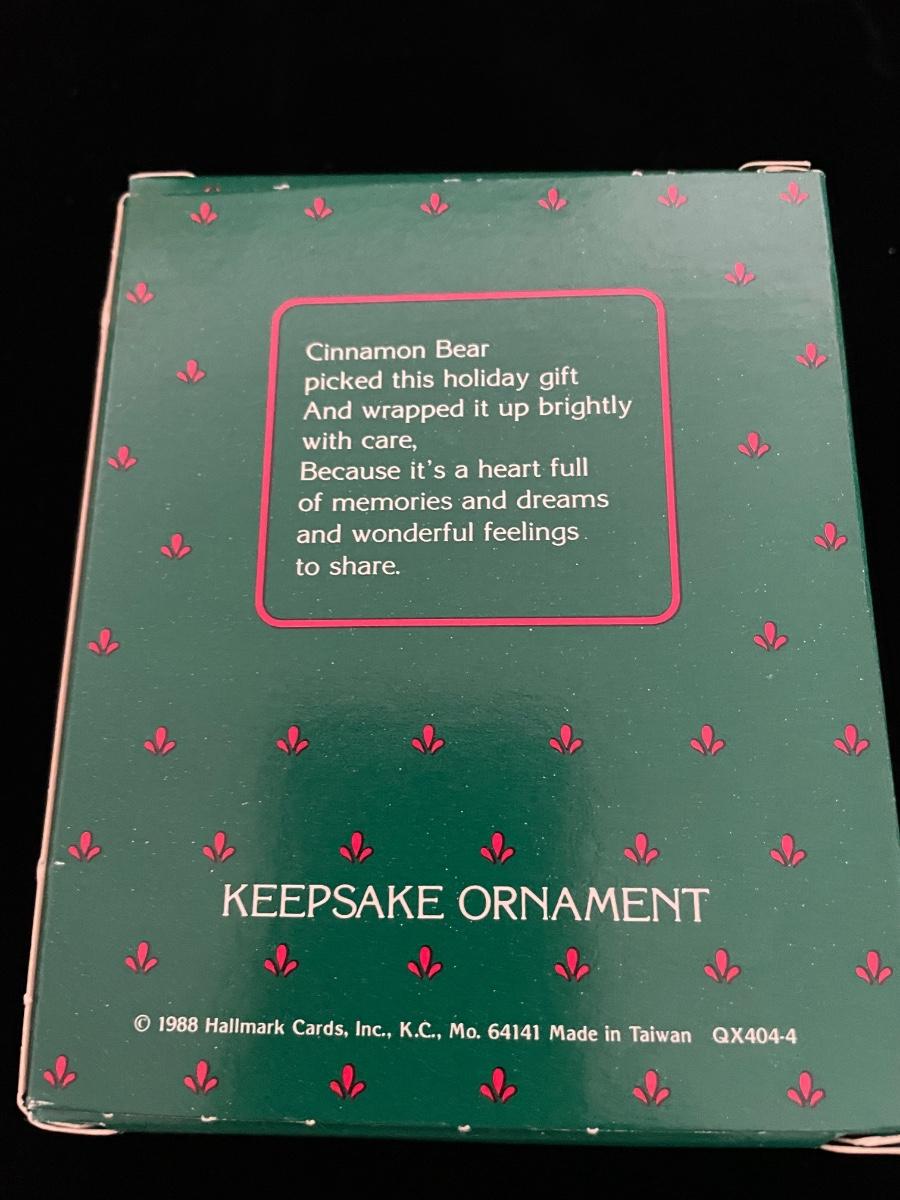 Cinnamon Bear
picked this holiday gift
And wrapped it up brightly
with care,
Because it's a heart full
of memories and dreams
and wonderful feelings
to share.
KEEPSAKE ORNAMENT
© 1988 Hallmark Cards, Inc., K.C., Mo. 64141 Made in Taiwan QX404-4